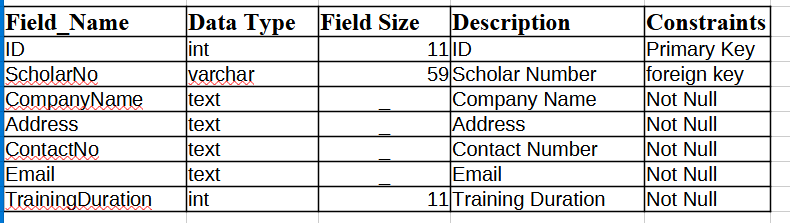 Field_Name Data Type Field Size Description Constraints
ID int 11 ID Primary Key
ScholarNo varchar 59 Scholar Number foreign key
CompanyName text _ Company Name Not Null
Address text _ Address Not Null
ContactNo text _ Contact Number Not Null
Email text _ Email Not Null
TrainingDuration int 11 Training Duration Not Null